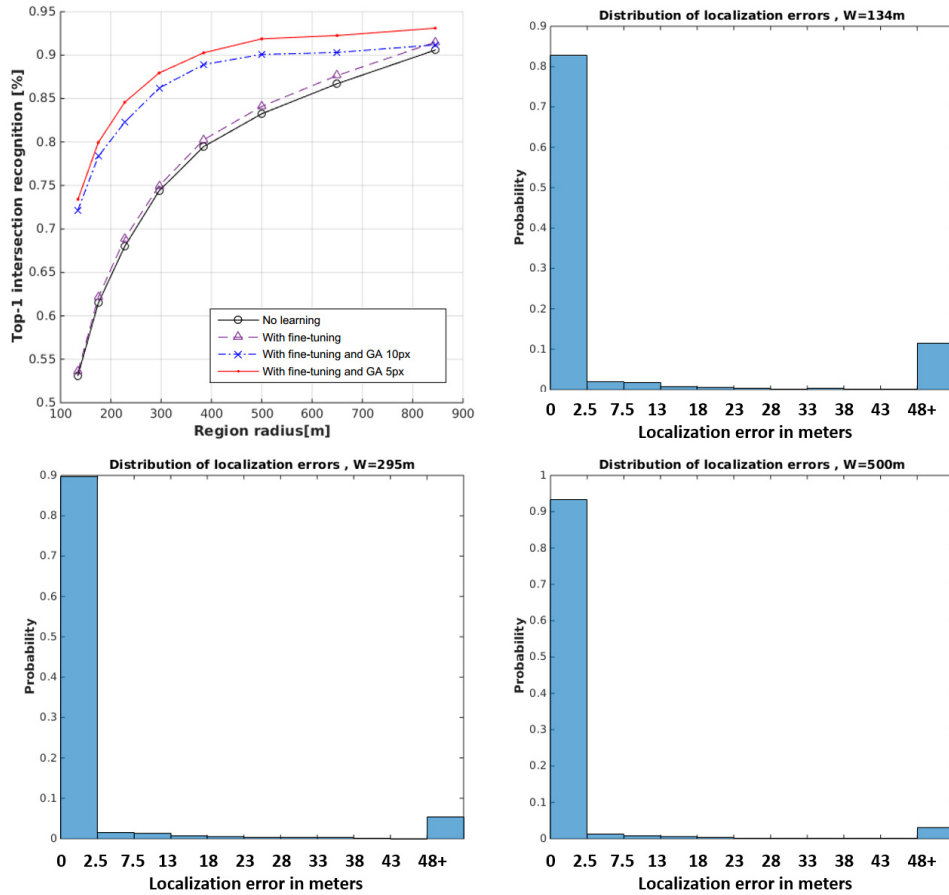 0.95
0.9
0.85
0.8
0.75
0.7
0.65
0.6
0.55
0.5
Top-1 intersection recognition [%]
No learning
With fine-tuning
With fine-tuning and GA 10px
With fine-tuning and GA 5px
100 200 300 400 500 600 700 800 900
Region radius[m]
Distribution of localization errors , W=134m
0.9
0.8
0.7
0.6
0.5
0.4
0.3
0.2
0.1
0
Probability
0 2.5 7.5 13 18 23 28 33 38 43 48+
Localization error in meters
Distribution of localization errors , W=295m
0.9
0.8
0.7
0.6
0.5
0.4
0.3
0.2
0.1
0
Probability
0 2.5 7.5 13 18 23 28 33 38 43 48+
Localization error in meters
Distribution of localization errors , W=500m
1
0.9
0.8
0.7
0.6
0.5
0.4
0.3
0.2
0.1
0
Probability
0 2.5 7.5 13 18 23 28 33 38 43 48+
Localization error in meters